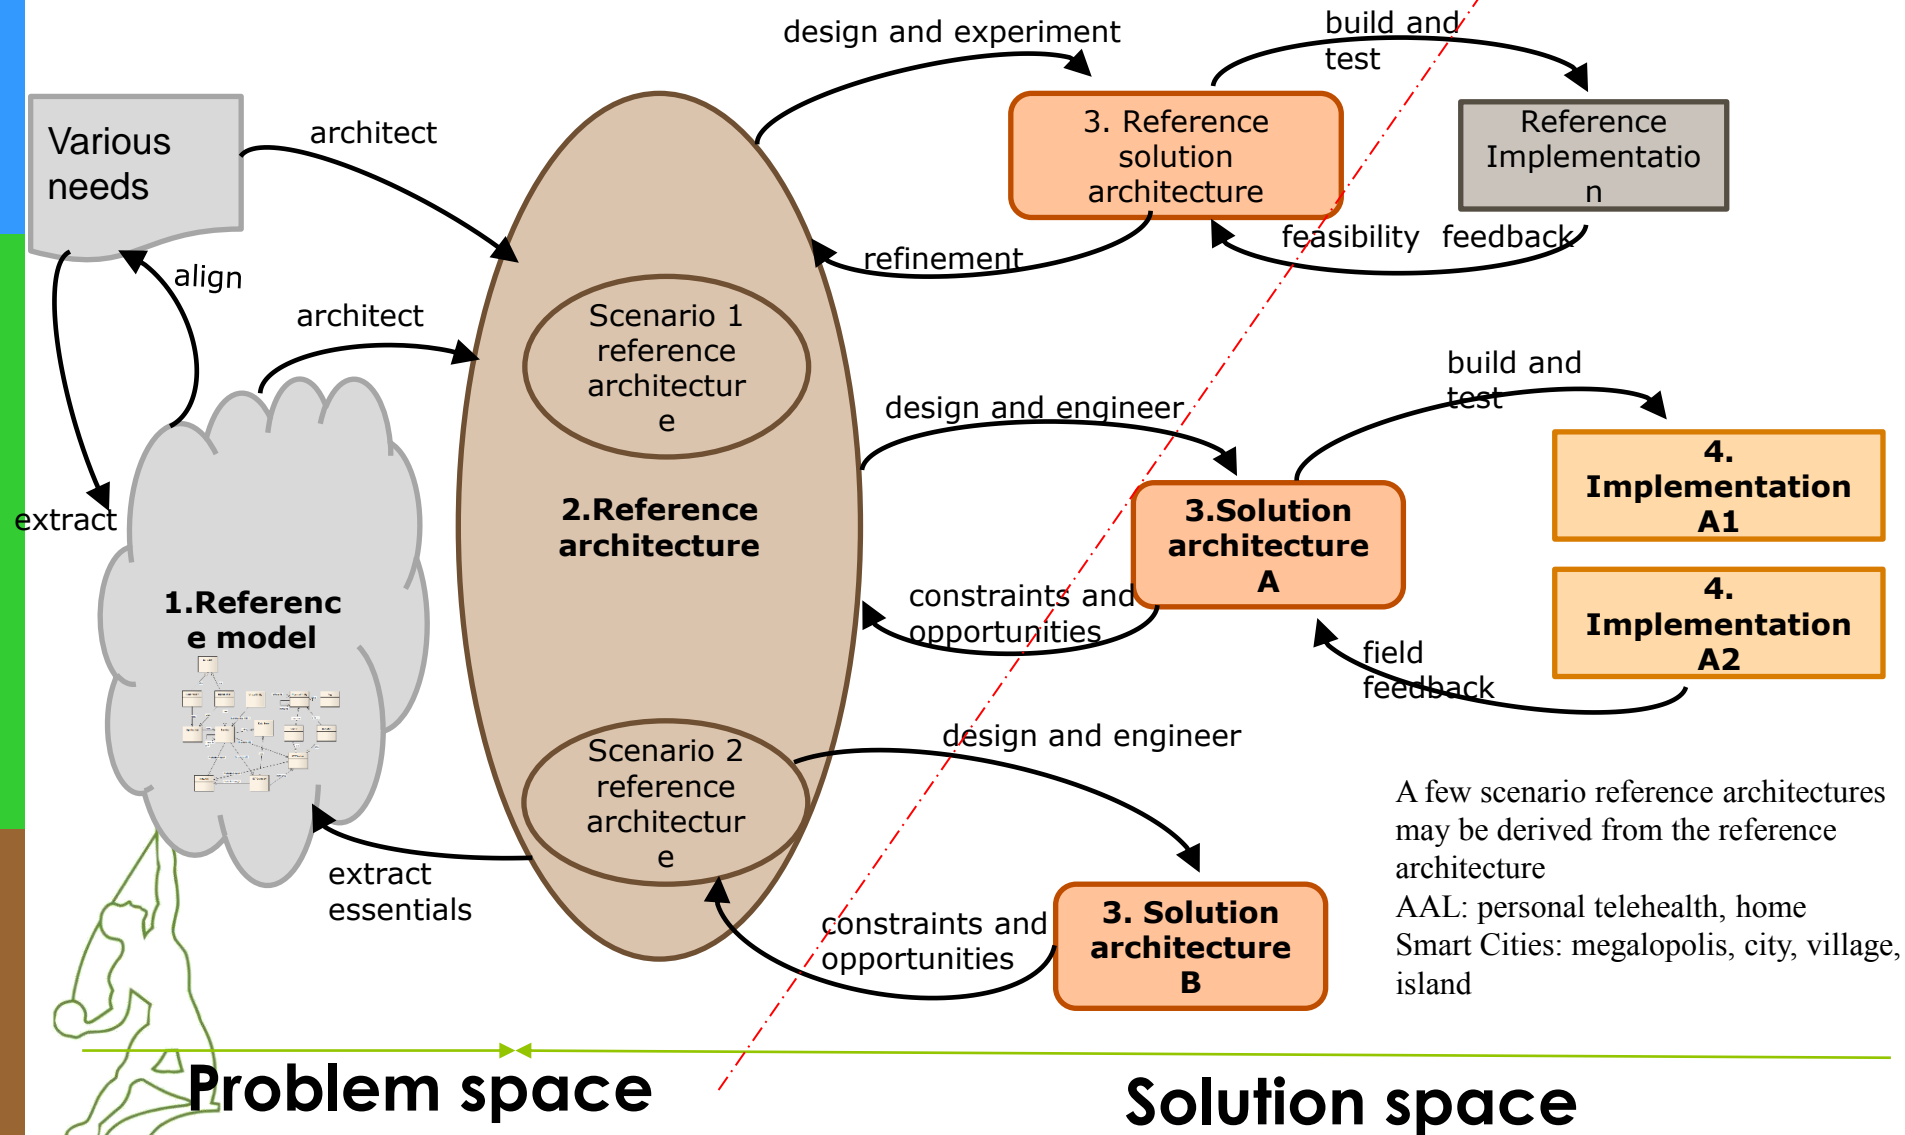 design and experiment
build and
test
Various
needs
architect
3. Reference
solution
architecture
Reference
Implementatio
n
feasibility feedback
refinement
align
architect
Scenario 1
reference
architectur
e
build and
test
design and engineer
extract
2.Reference
architecture
3.Solution
architecture
A
4.
Implementation
A1
4.
Implementation
A2
1.Referenc
e model
constraints and
opportunities
field
feedback
design and engineer
Scenario 2
reference
architectur
e
extract
essentials
constraints and
opportunities
3. Solution
architecture
B
A few scenario reference architectures
may be derived from the reference
architecture
AAL: personal telehealth, home
Smart Cities: megalopolis, city, village,
island
Problem space
Solution space